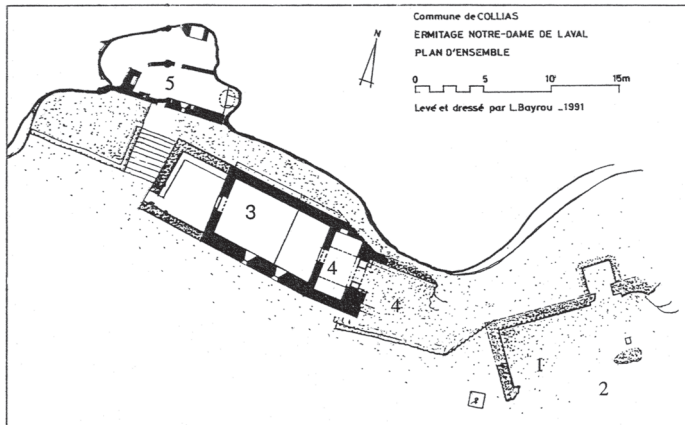 Commune de COLLIAS
ERMITAGE NOTRE-DAME DE LAVAL
PLAN D'ENSEMBLE
N
0 5 10' 15m
Levé et dressé par L.Bayrou _1991
5
3
4
4
1
2